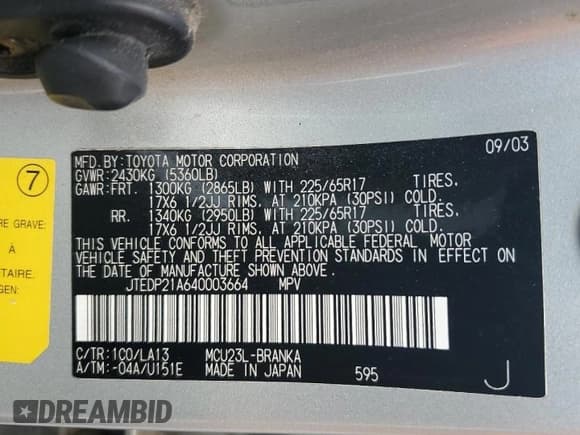 MFD.BY:TOYOTA MOTOR CORPORATION 09/03
GVWR:2430KG (5360LB)
GAWR:FRT. 1300KG (2865LB) WITH 225/65R17 TIRES,
17X6 1/2JJ RIMS, AT 210KPA (30PSI) COLD.
RR. 1340KG (2950LB) WITH 225/65R17 TIRES,
17X6 1/2JJ RIMS, AT 210KPA (30PSI) COLD.
THIS VEHICLE CONFORMS TO ALL APPLICABLE FEDERAL MOTOR
VEHICLE SAFETY AND THEFT PREVENTION STANDARDS IN EFFECT ON
THE DATE OF MANUFACTURE SHOWN ABOVE.
JTEDP21A640003664 MPV
C/TR:1C0/LA13 MCU23L-BRANKA
A/TM:-04A/U151E MADE IN JAPAN 595 J
7
RE GRAVE:
À
TAIRE.
GEN:
DREAMBID